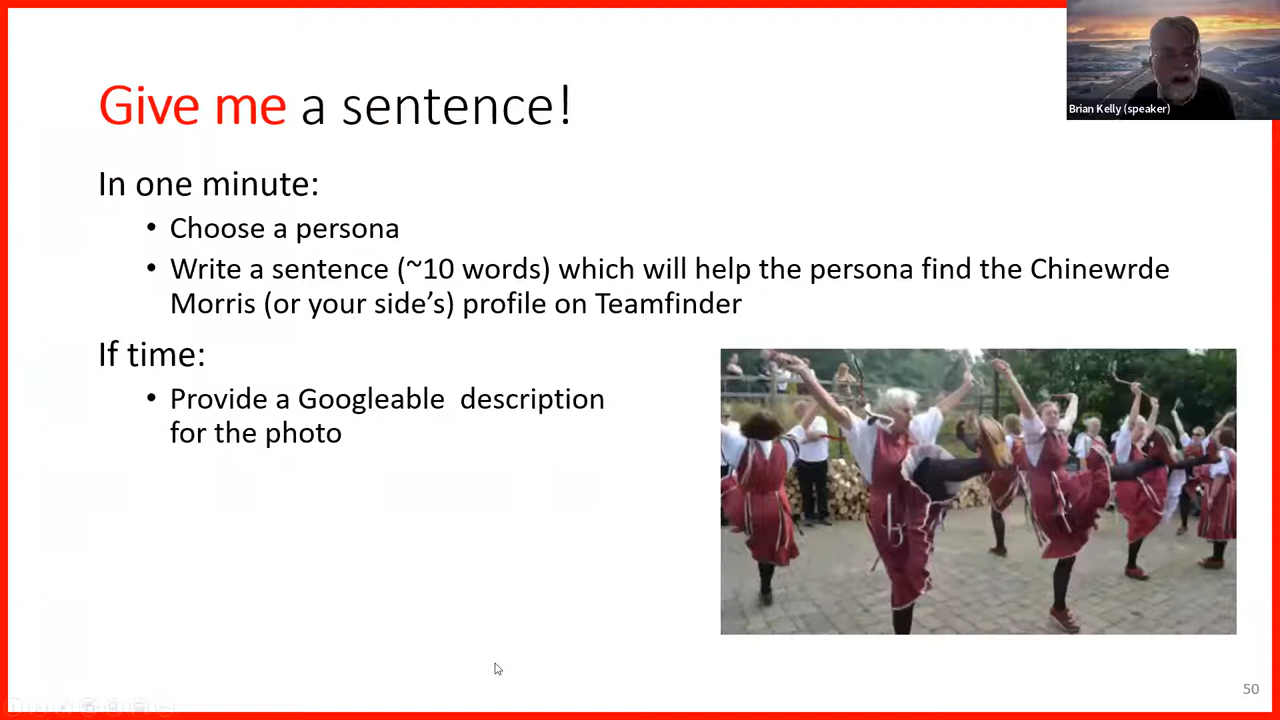 Give me a sentence!
Brian Kelly (speaker)
In one minute:
• Choose a persona
• Write a sentence (~10 words) which will help the persona find the Chinewrde
Morris (or your side’s) profile on Teamfinder
If time:
• Provide a Googleable  description
for the photo
50